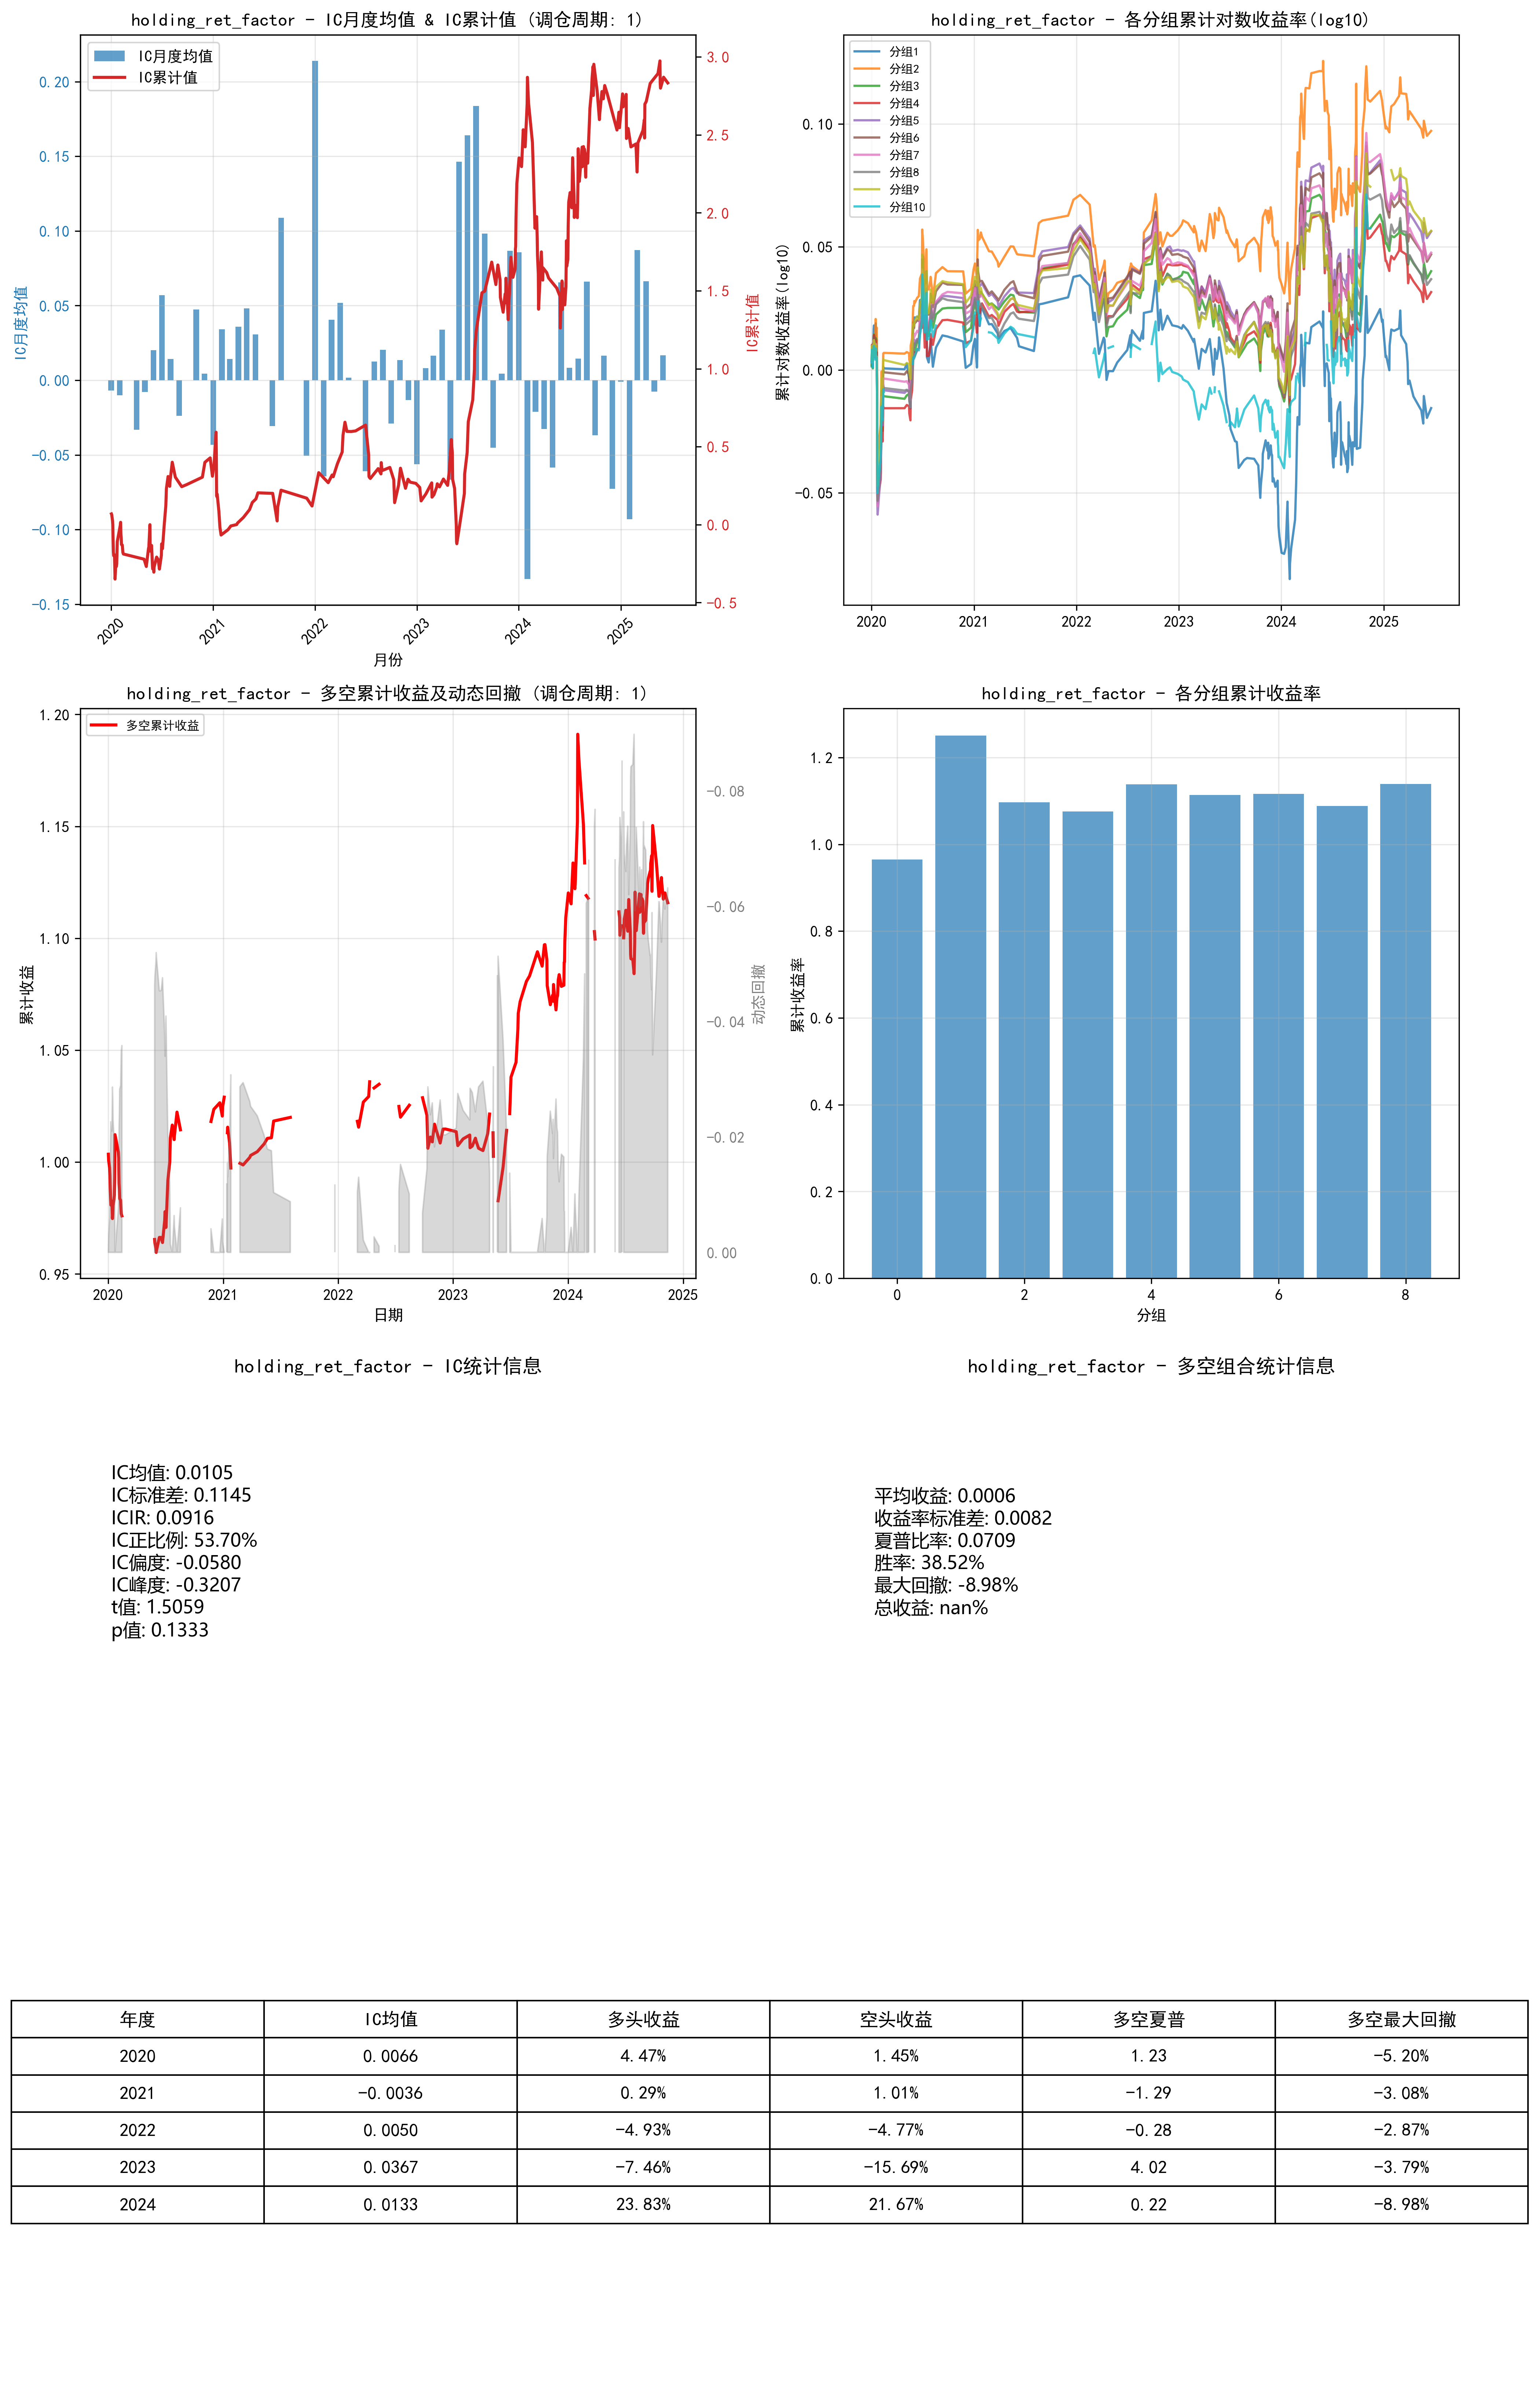 holding_ret_factor - IC月度均值 & IC累计值 (调仓周期: 1)
IC月度均值
IC累计值
0.20
0.15
0.10
0.05
0.00
-0.05
-0.10
-0.15
IC月度均值
3.0
2.5
2.0
1.5
1.0
0.5
0.0
-0.5
IC累计值
2020
2021
2022
2023
2024
2025
月份
holding_ret_factor - 各分组累计对数收益率(log10)
分组1
分组2
分组3
分组4
分组5
分组6
分组7
分组8
分组9
分组10
0.10
0.05
0.00
-0.05
累计对数收益率(log10)
2020
2021
2022
2023
2024
2025
holding_ret_factor - 多空累计收益及动态回撤 (调仓周期: 1)
多空累计收益
1.20
1.15
1.10
1.05
1.00
0.95
累计收益
-0.08
-0.06
-0.04
-0.02
0.00
动态回撤
2020
2021
2022
2023
2024
2025
日期
holding_ret_factor - 各分组累计收益率
1.2
1.0
0.8
0.6
0.4
0.2
0.0
累计收益率
0
2
4
6
8
分组
holding_ret_factor - IC统计信息
IC均值: 0.0105
IC标准差: 0.1145
ICIR: 0.0916
IC正比例: 53.70%
IC偏度: -0.0580
IC峰度: -0.3207
t值: 1.5059
p值: 0.1333
holding_ret_factor - 多空组合统计信息
平均收益: 0.0006
收益率标准差: 0.0082
夏普比率: 0.0709
胜率: 38.52%
最大回撤: -8.98%
总收益: nan%
年度 IC均值 多头收益 空头收益 多空夏普 多空最大回撤
2020 0.0066 4.47% 1.45% 1.23 -5.20%
2021 -0.0036 0.29% 1.01% -1.29 -3.08%
2022 0.0050 -4.93% -4.77% -0.28 -2.87%
2023 0.0367 -7.46% -15.69% 4.02 -3.79%
2024 0.0133 23.83% 21.67% 0.22 -8.98%